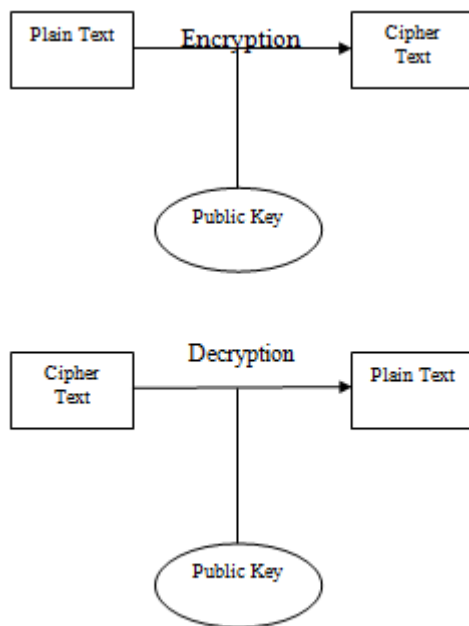 Plain Text
Encryption
Cipher
Text
Public Key
Decryption
Cipher
Text
Plain Text
Public Key